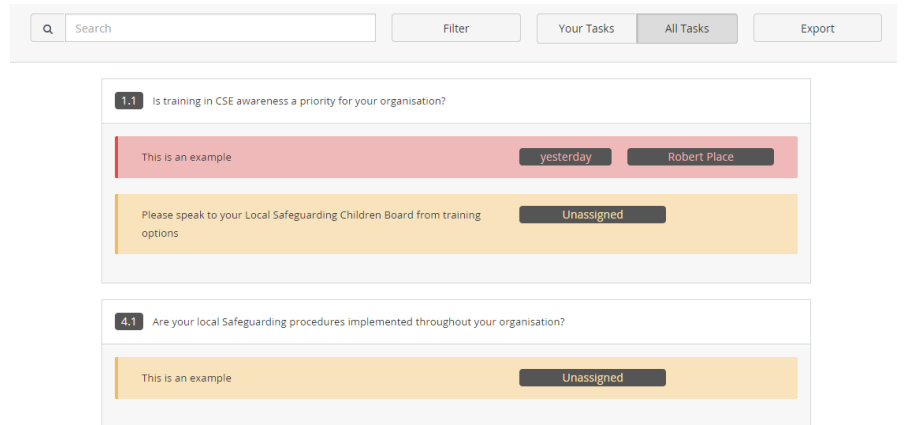 Search Filter Your Tasks All Tasks Export
1.1 Is training in CSE awareness a priority for your organisation?
This is an example yesterday Robert Place
Please speak to your Local Safeguarding Children Board from training Unassigned
options
4.1 Are your local Safeguarding procedures implemented throughout your organisation?
This is an example Unassigned